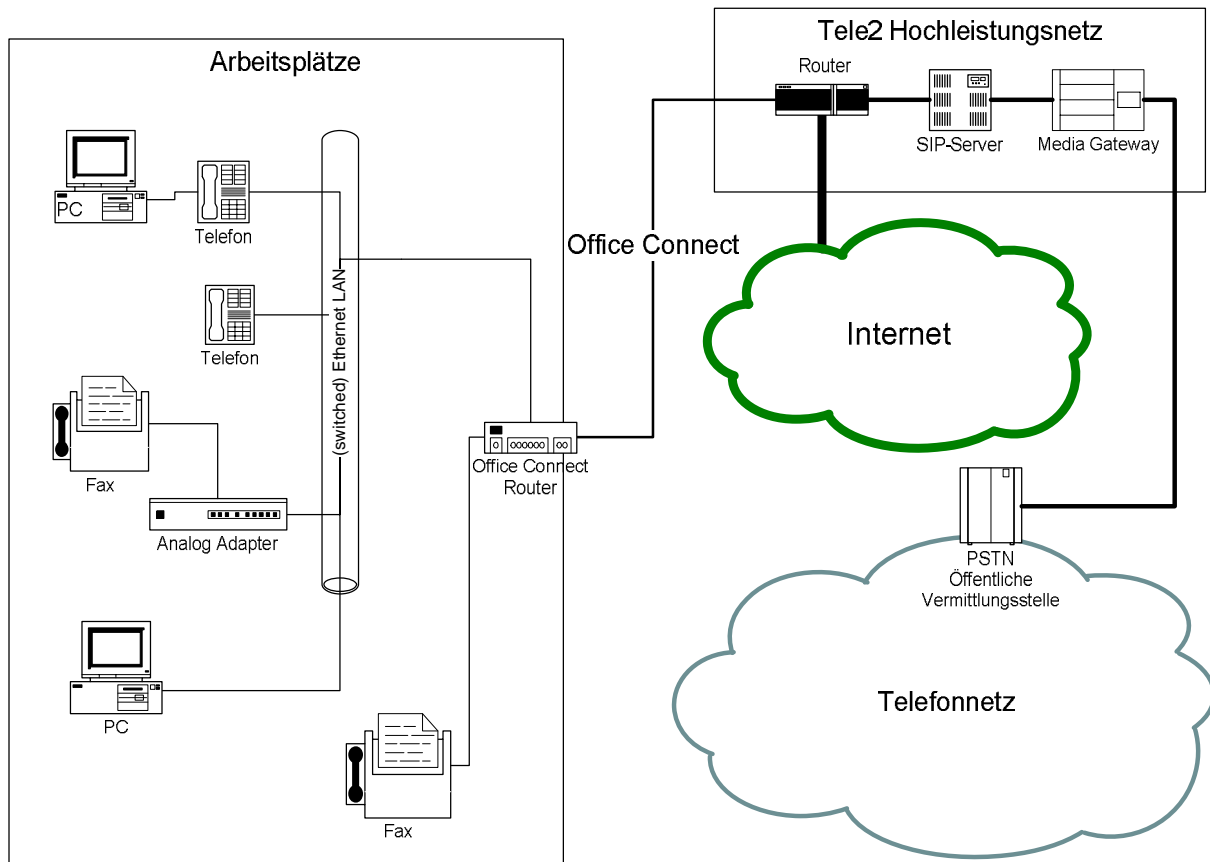 Arbeitsplätze
PC
Telefon
Telefon
(switched) Ethernet LAN
Fax
Analog Adapter
PC
Fax
Office Connect
Router
Office Connect
Tele2 Hochleistungsnetz
Router
SIP-Server
Media Gateway
Internet
PSTN
Öffentliche
Vermittlungsstelle
Telefonnetz